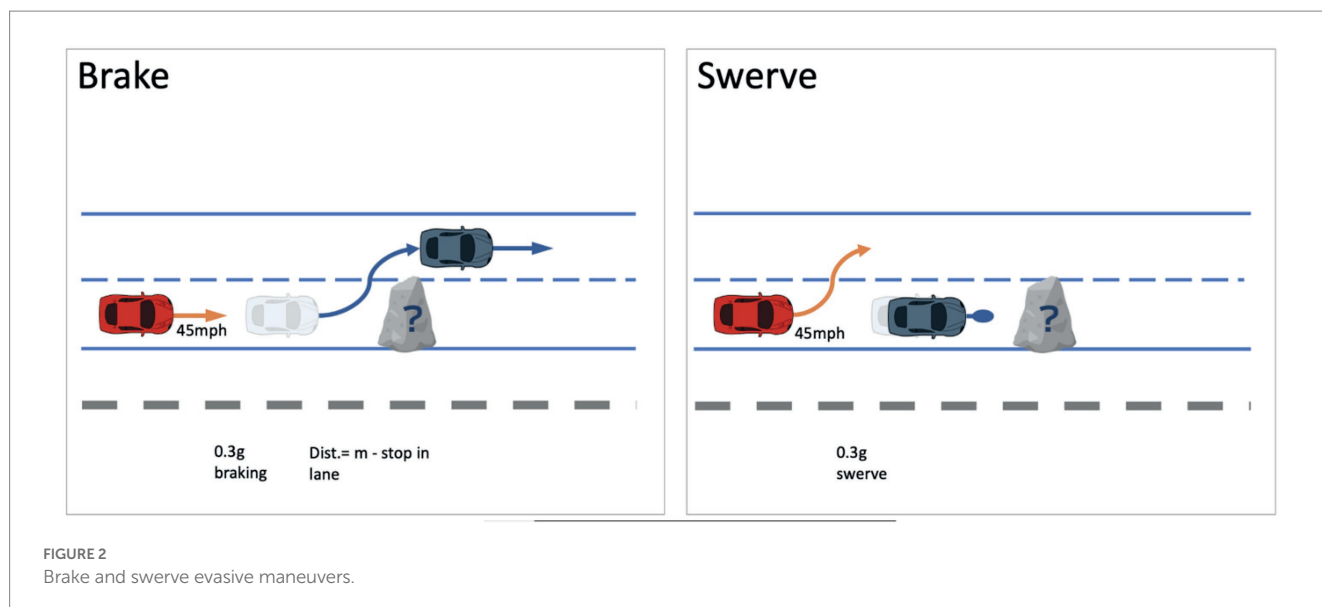 Brake
45mph
?
0.3g
braking
Dist.= m - stop in
lane
Swerve
45mph
?
0.3g
swerve
FIGURE 2
Brake and swerve evasive maneuvers.